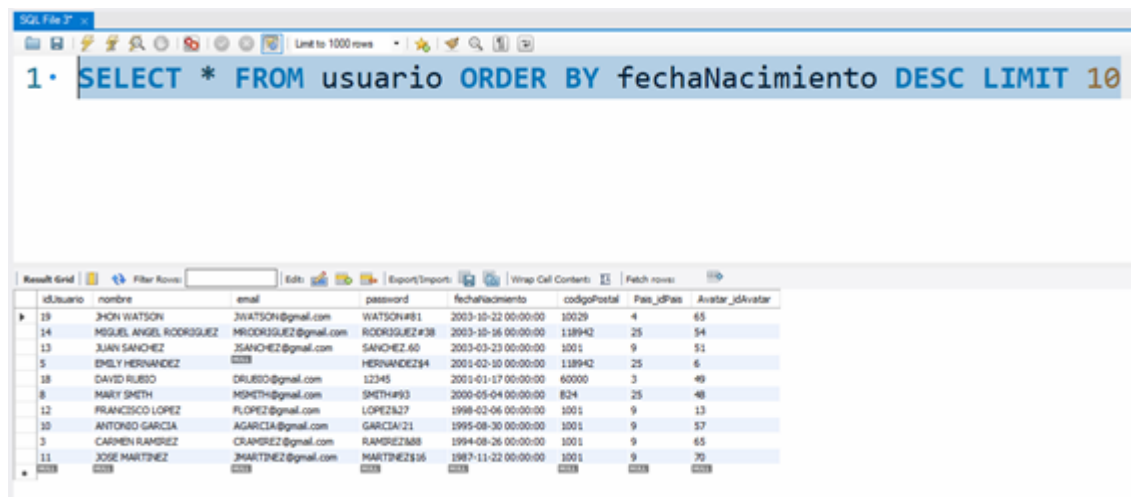 SQL File 3*
Limit to 1000 rows
1 SELECT * FROM usuario ORDER BY fechaNacimiento DESC LIMIT 10
Result Grid Filter Rows: Edit: Export/Import: Wrap Cell Content: Fetch rows:
idUsuario nombre email password fechaNacimiento codigoPostal Pais_idPais Avatar_idAvatar
19 JHON WATSON JWATSON@gmail.com WATSON#81 2003-10-22 00:00:00 10029 4 65
14 MIGUEL ANGEL RODRIGUEZ MRODRIGUEZ@gmail.com RODRIGUEZ#38 2003-10-16 00:00:00 118942 25 54
13 JUAN SANCHEZ JSANCHEZ@gmail.com SANCHEZ.60 2003-03-23 00:00:00 1001 9 51
5 EMILY HERNANDEZ NULL HERNANDEZ$4 2001-02-10 00:00:00 118942 25 6
18 DAVID RUBIO DRUBIO@gmail.com 12345 2001-01-17 00:00:00 60000 3 49
8 MARY SMITH MSMITH@gmail.com SMITH#93 2000-05-04 00:00:00 B24 25 48
12 FRANCISCO LOPEZ FLOPEZ@gmail.com LOPEZ&27 1998-02-06 00:00:00 1001 9 13
10 ANTONIO GARCIA AGARCIA@gmail.com GARCIA!21 1995-08-30 00:00:00 1001 9 57
3 CARMEN RAMIREZ CRAMIREZ@gmail.com RAMIREZ&88 1994-08-26 00:00:00 1001 9 65
11 JOSE MARTINEZ JMARTINEZ@gmail.com MARTINEZ$16 1987-11-22 00:00:00 1001 9 70
NULL NULL NULL NULL NULL NULL NULL NULL